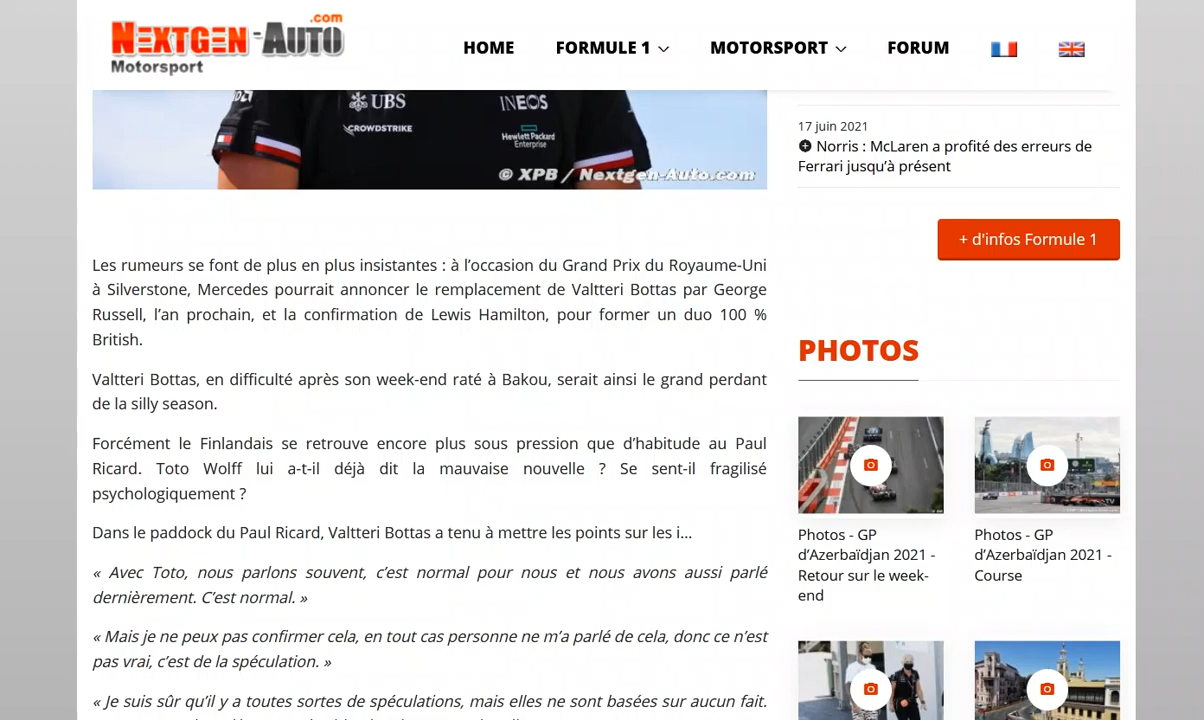 NEXTGEN-AUTO.com
Motorsport
HOME
FORMULE 1
MOTORSPORT
FORUM
UBS
CROWDSTRIKE
INEOS
Hewlett Packard
Enterprise
© XPB / Nextgen-Auto.com
Les rumeurs se font de plus en plus insistantes : à l’occasion du Grand Prix du Royaume-Uni
à Silverstone, Mercedes pourrait annoncer le remplacement de Valtteri Bottas par George
Russell, l’an prochain, et la confirmation de Lewis Hamilton, pour former un duo 100 %
British.
Valtteri Bottas, en difficulté après son week-end raté à Bakou, serait ainsi le grand perdant
de la silly season.
Forcément le Finlandais se retrouve encore plus sous pression que d’habitude au Paul
Ricard. Toto Wolff lui a-t-il déjà dit la mauvaise nouvelle ? Se sent-il fragilisé
psychologiquement ?
Dans le paddock du Paul Ricard, Valtteri Bottas a tenu à mettre les points sur les i…
« Avec Toto, nous parlons souvent, c’est normal pour nous et nous avons aussi parlé
dernièrement. C’est normal. »
« Mais je ne peux pas confirmer cela, en tout cas personne ne m’a parlé de cela, donc ce n’est
pas vrai, c’est de la spéculation. »
« Je suis sûr qu’il y a toutes sortes de spéculations, mais elles ne sont basées sur aucun fait.
17 juin 2021
Norris : McLaren a profité des erreurs de
Ferrari jusqu’à présent
+ d'infos Formule 1
PHOTOS
Photos - GP
d’Azerbaïdjan 2021 -
Retour sur le week-
end
Photos - GP
d’Azerbaïdjan 2021 -
Course